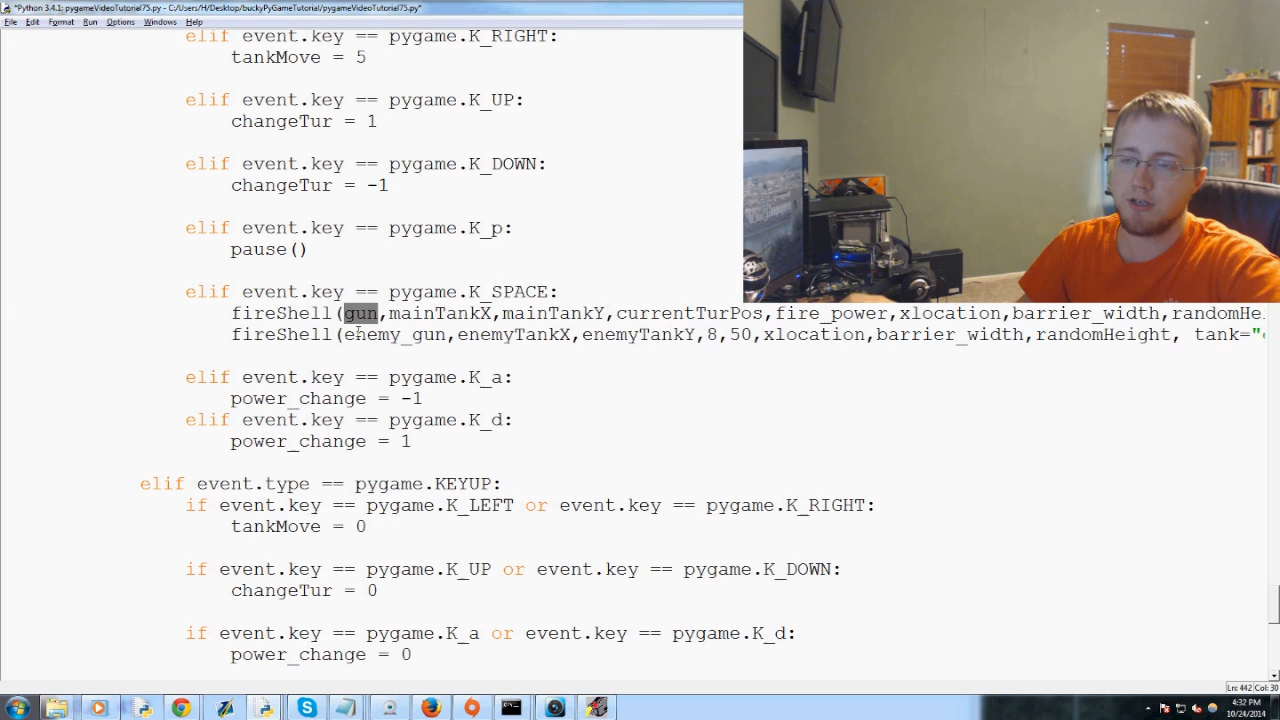 *Python 3.4.1: pygameVideoTutorial75.py - C:/Users/H/Desktop/buckyPyGameTutorial/pygameVideoTutorial75.py*
File Edit Format Run Options Windows Help
elif event.key == pygame.K_RIGHT:
tankMove = 5
elif event.key == pygame.K_UP:
changeTur = 1
elif event.key == pygame.K_DOWN:
changeTur = -1
elif event.key == pygame.K_p:
pause()
elif event.key == pygame.K_SPACE:
fireShell(gun,mainTankX,mainTankY,currentTurPos,fire_power,xlocation,barrier_width,randomHei
fireShell(enemy_gun,enemyTankX,enemyTankY,8,50,xlocation,barrier_width,randomHeight, tank="e
elif event.key == pygame.K_a:
power_change = -1
elif event.key == pygame.K_d:
power_change = 1
elif event.type == pygame.KEYUP:
if event.key == pygame.K_LEFT or event.key == pygame.K_RIGHT:
tankMove = 0
if event.key == pygame.K_UP or event.key == pygame.K_DOWN:
changeTur = 0
if event.key == pygame.K_a or event.key == pygame.K_d:
power_change = 0
Ln: 442 Col: 30
4:32 PM
10/24/2014